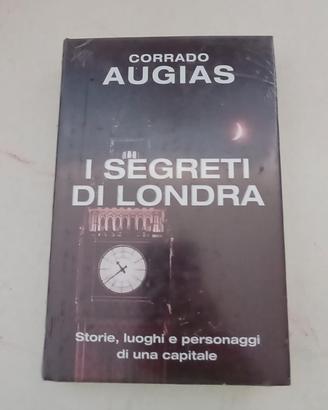 CORRADO
AUGIAS
I SEGRETI
DI LONDRA
Storie, luoghi e personaggi
di una capitale